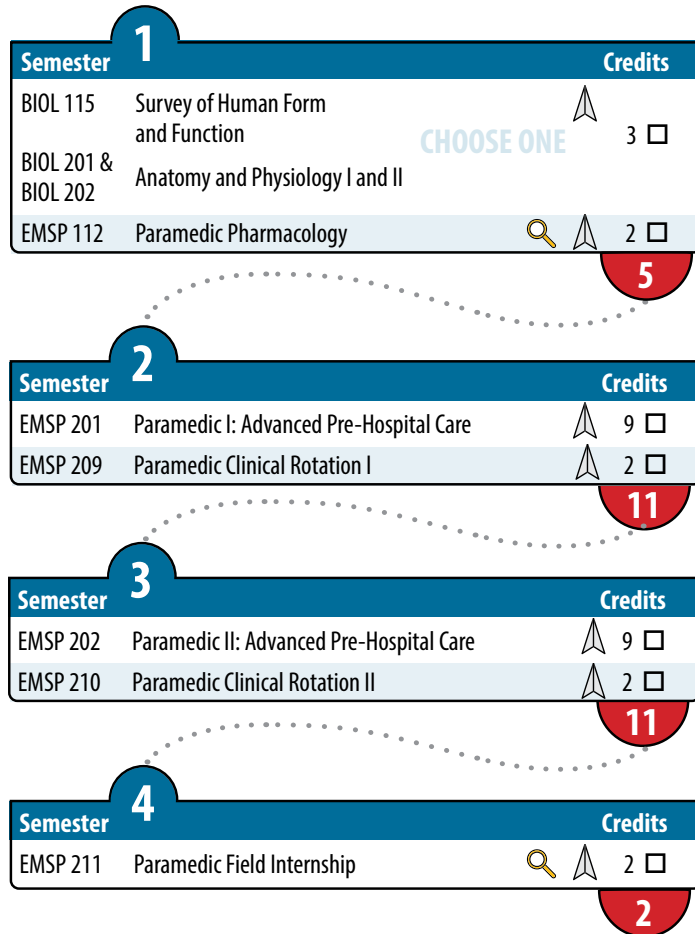 1
Semester Credits
BIOL 115 Survey of Human Form
and Function
CHOOSE ONE
3
BIOL 201 &
BIOL 202
Anatomy and Physiology I and II
EMSP 112 Paramedic Pharmacology 2
5
2
Semester Credits
EMSP 201 Paramedic I: Advanced Pre-Hospital Care 9
EMSP 209 Paramedic Clinical Rotation I 2
11
3
Semester Credits
EMSP 202 Paramedic II: Advanced Pre-Hospital Care 9
EMSP 210 Paramedic Clinical Rotation II 2
11
4
Semester Credits
EMSP 211 Paramedic Field Internship 2
2